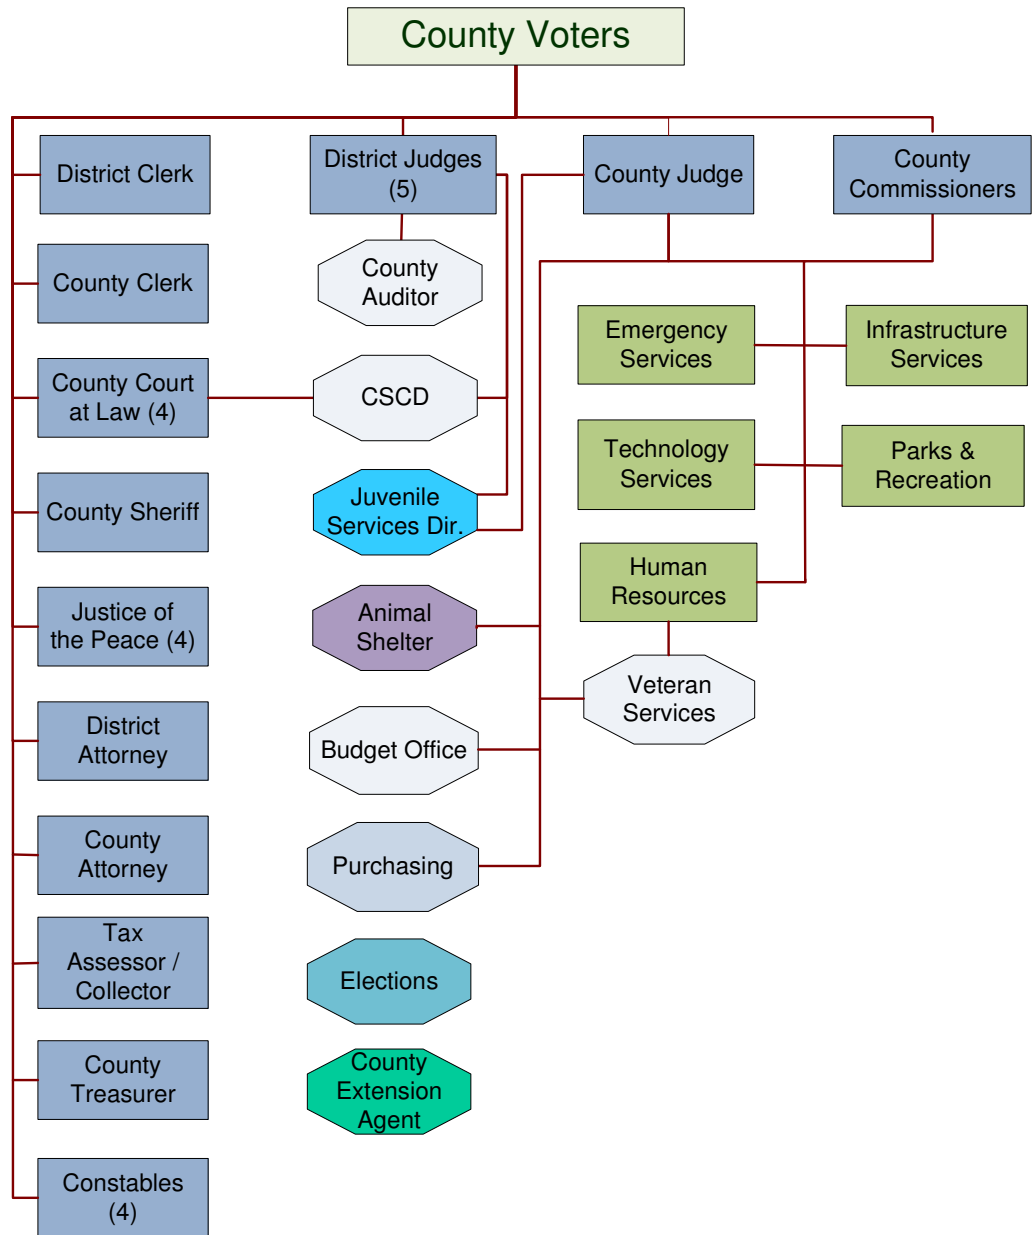 County Voters
District Clerk
District Judges
(5)
County Judge
County
Commissioners
County Clerk
County
Auditor
Emergency
Services
Infrastructure
Services
County Court
at Law (4)
CSCD
Technology
Services
Parks &
Recreation
County Sheriff
Juvenile
Services Dir.
Human
Resources
Justice of
the Peace (4)
Animal
Shelter
Veteran
Services
District
Attorney
Budget Office
County
Attorney
Purchasing
Tax
Assessor /
Collector
Elections
County
Treasurer
County
Extension
Agent
Constables
(4)